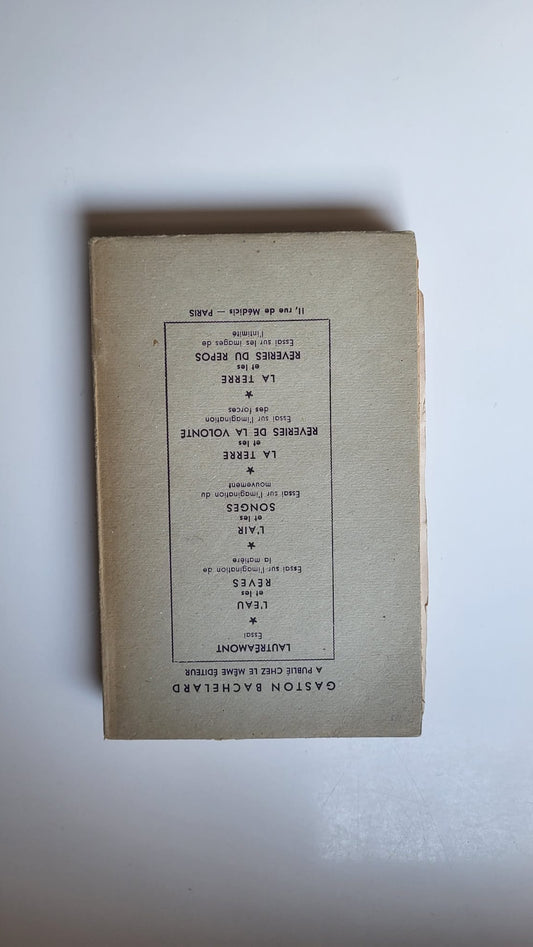 GASTON BACHELARD
A PUBLIÉ CHEZ LE MÊME ÉDITEUR
LAUTRÉAMONT
Essai
★
L'EAU
et les
RÊVES
Essai sur l'imagination de
la matière
★
L'AIR
et les
SONGES
Essai sur l'imagination du
mouvement
★
LA TERRE
et les
RÊVERIES DE LA VOLONTÉ
Essai sur l'imagination
des forces
★
LA TERRE
et les
RÊVERIES DU REPOS
Essai sur les images de
l'intimité
11, rue de Médicis — PARIS